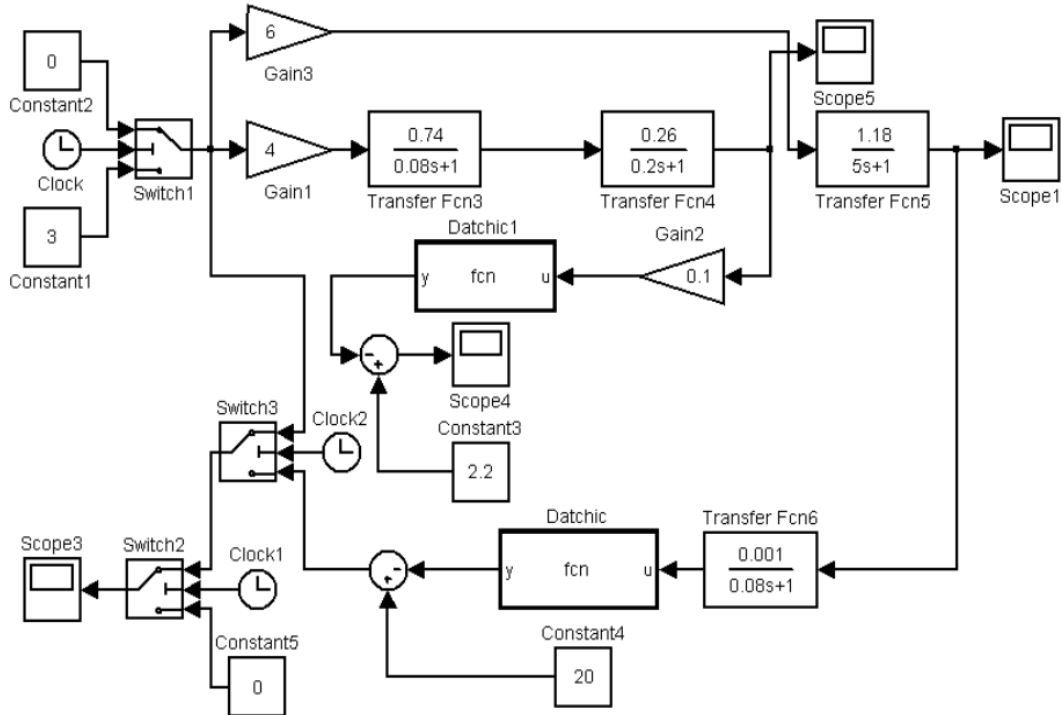 0
Constant2
Clock
3
Constant1
Switch1
6
Gain3
4
Gain1
0.74
0.08s+1
Transfer Fcn3
0.26
0.2s+1
Transfer Fcn4
Scope5
1.18
5s+1
Transfer Fcn5
Scope1
Datchic1
y
fcn
u
Gain2
0.1
-
+
Scope4
Constant3
2.2
Switch3
Clock2
Scope3
Switch2
Clock1
Constant5
0
-
+
Datchic
y
fcn
u
Transfer Fcn6
0.001
0.08s+1
Constant4
20